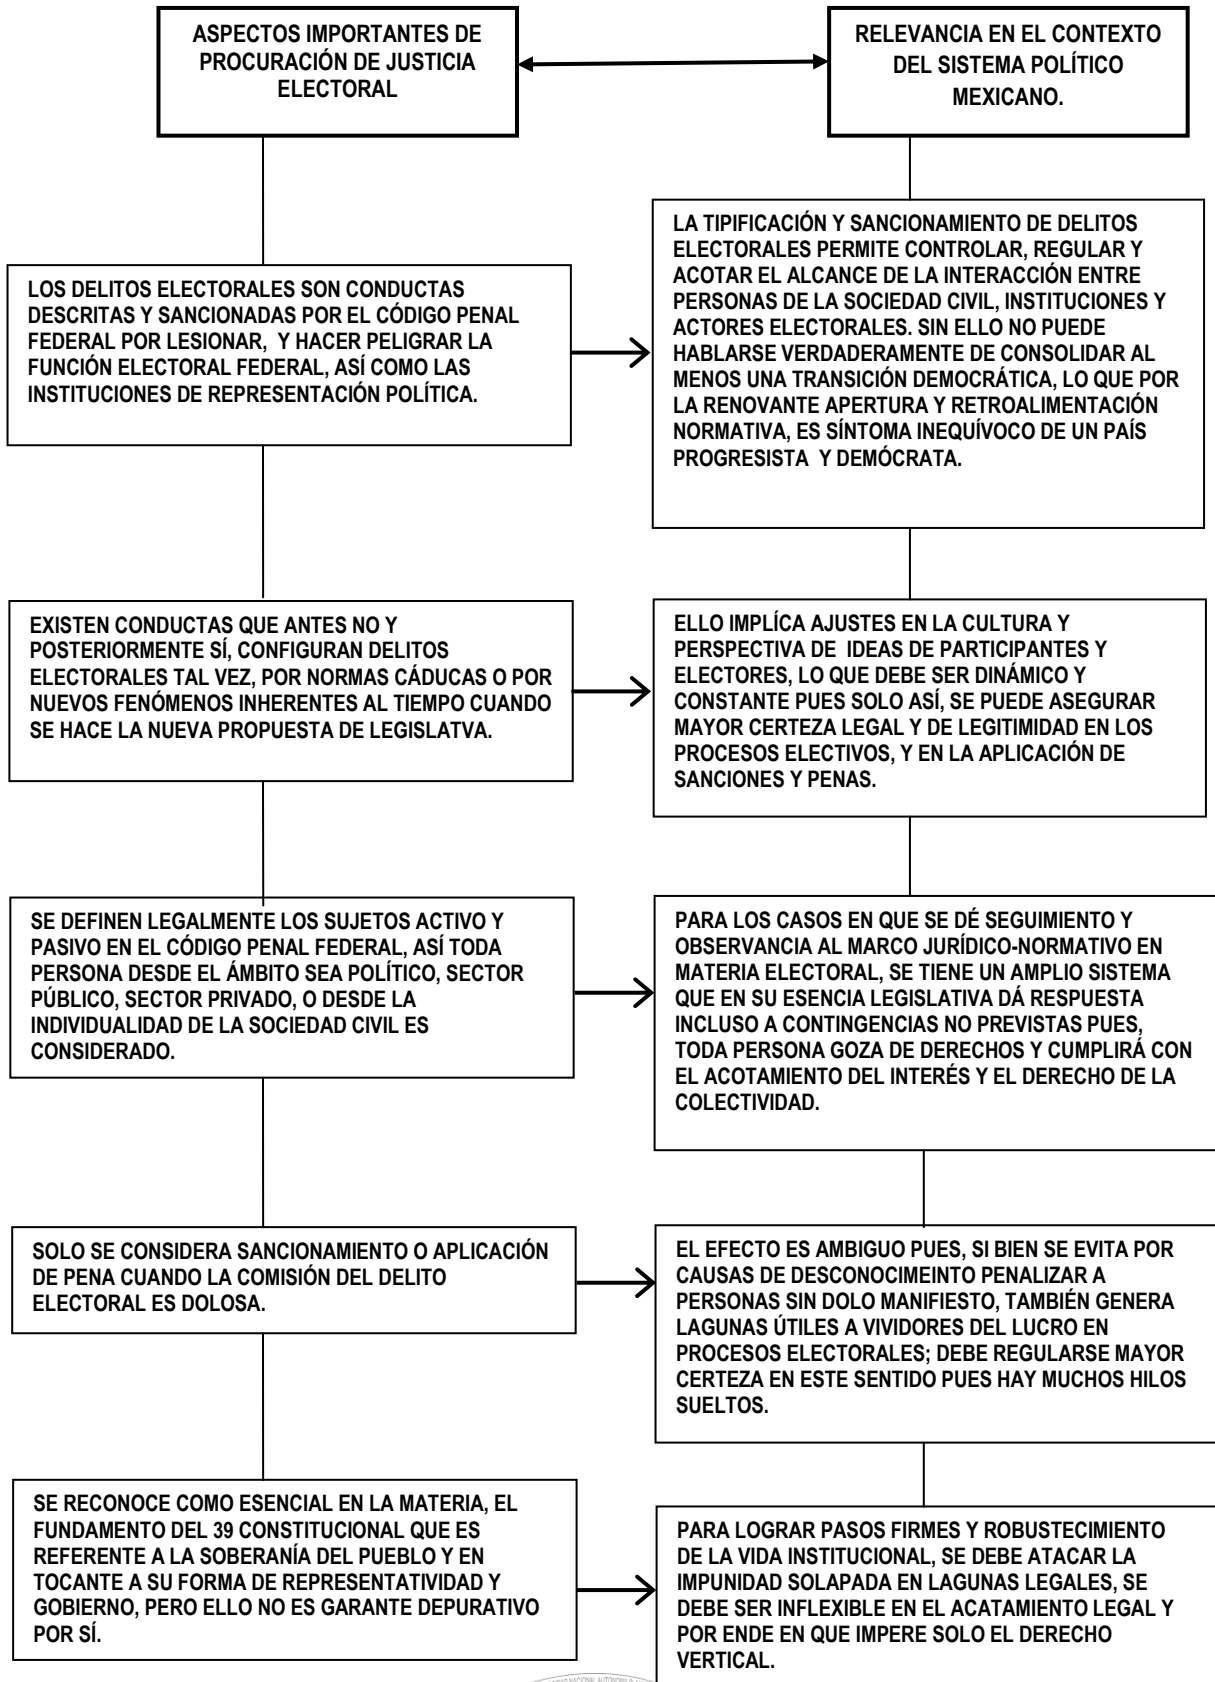 ASPECTOS IMPORTANTES DE
PROCURACIÓN DE JUSTICIA
ELECTORAL
RELEVANCIA EN EL CONTEXTO
DEL SISTEMA POLÍTICO
MEXICANO.
LOS DELITOS ELECTORALES SON CONDUCTAS
DESCRITAS Y SANCIONADAS POR EL CÓDIGO PENAL
FEDERAL POR LESIONAR, Y HACER PELIGRAR LA
FUNCIÓN ELECTORAL FEDERAL, ASÍ COMO LAS
INSTITUCIONES DE REPRESENTACIÓN POLÍTICA.
LA TIPIFICACIÓN Y SANCIONAMIENTO DE DELITOS
ELECTORALES PERMITE CONTROLAR, REGULAR Y
ACOTAR EL ALCANCE DE LA INTERACCIÓN ENTRE
PERSONAS DE LA SOCIEDAD CIVIL, INSTITUCIONES Y
ACTORES ELECTORALES. SIN ELLO NO PUEDE
HABLARSE VERDADERAMENTE DE CONSOLIDAR AL
MENOS UNA TRANSICIÓN DEMOCRÁTICA, LO QUE POR
LA RENOVANTE APERTURA Y RETROALIMENTACIÓN
NORMATIVA, ES SÍNTOMA INEQUÍVOCO DE UN PAÍS
PROGRESISTA Y DEMÓCRATA.
EXISTEN CONDUCTAS QUE ANTES NO Y
POSTERIORMENTE SÍ, CONFIGURAN DELITOS
ELECTORALES TAL VEZ, POR NORMAS CÁDUCAS O POR
NUEVOS FENÓMENOS INHERENTES AL TIEMPO CUANDO
SE HACE LA NUEVA PROPUESTA DE LEGISLATVA.
ELLO IMPLÍCA AJUSTES EN LA CULTURA Y
PERSPECTIVA DE IDEAS DE PARTICIPANTES Y
ELECTORES, LO QUE DEBE SER DINÁMICO Y
CONSTANTE PUES SOLO ASÍ, SE PUEDE ASEGURAR
MAYOR CERTEZA LEGAL Y DE LEGITIMIDAD EN LOS
PROCESOS ELECTIVOS, Y EN LA APLICACIÓN DE
SANCIONES Y PENAS.
SE DEFINEN LEGALMENTE LOS SUJETOS ACTIVO Y
PASIVO EN EL CÓDIGO PENAL FEDERAL, ASÍ TODA
PERSONA DESDE EL ÁMBITO SEA POLÍTICO, SECTOR
PÚBLICO, SECTOR PRIVADO, O DESDE LA
INDIVIDUALIDAD DE LA SOCIEDAD CIVIL ES
CONSIDERADO.
PARA LOS CASOS EN QUE SE DÉ SEGUIMIENTO Y
OBSERVANCIA AL MARCO JURÍDICO-NORMATIVO EN
MATERIA ELECTORAL, SE TIENE UN AMPLIO SISTEMA
QUE EN SU ESENCIA LEGISLATIVA DÁ RESPUESTA
INCLUSO A CONTINGENCIAS NO PREVISTAS PUES,
TODA PERSONA GOZA DE DERECHOS Y CUMPLIRÁ CON
EL ACOTAMIENTO DEL INTERÉS Y EL DERECHO DE LA
COLECTIVIDAD.
SOLO SE CONSIDERA SANCIONAMIENTO O APLICACIÓN
DE PENA CUANDO LA COMISIÓN DEL DELITO
ELECTORAL ES DOLOSA.
EL EFECTO ES AMBIGUO PUES, SI BIEN SE EVITA POR
CAUSAS DE DESCONOCIMEINTO PENALIZAR A
PERSONAS SIN DOLO MANIFIESTO, TAMBIÉN GENERA
LAGUNAS ÚTILES A VIVIDORES DEL LUCRO EN
PROCESOS ELECTORALES; DEBE REGULARSE MAYOR
CERTEZA EN ESTE SENTIDO PUES HAY MUCHOS HILOS
SUELTOS.
SE RECONOCE COMO ESENCIAL EN LA MATERIA, EL
FUNDAMENTO DEL 39 CONSTITUCIONAL QUE ES
REFERENTE A LA SOBERANÍA DEL PUEBLO Y EN
TOCANTE A SU FORMA DE REPRESENTATIVIDAD Y
GOBIERNO, PERO ELLO NO ES GARANTE DEPURATIVO
POR SÍ.
PARA LOGRAR PASOS FIRMES Y ROBUSTECIMIENTO
DE LA VIDA INSTITUCIONAL, SE DEBE ATACAR LA
IMPUNIDAD SOLAPADA EN LAGUNAS LEGALES, SE
DEBE SER INFLEXIBLE EN EL ACATAMIENTO LEGAL Y
POR ENDE EN QUE IMPERE SOLO EL DERECHO
VERTICAL.